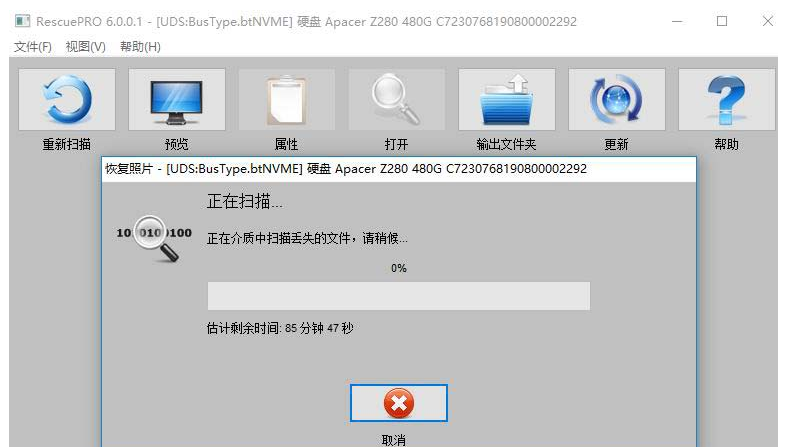 RescuePRO 6.0.0.1 - [UDS:BusType.btNVME] 硬盘 Apacer Z280 480G C7230768190800002292
文件(F) 视图(V) 帮助(H)
重新扫描 预览 属性 打开 输出文件夹 更新 帮助
恢复照片 - [UDS:BusType.btNVME] 硬盘 Apacer Z280 480G C7230768190800002292
正在扫描...
10 010 100
正在介质中扫描丢失的文件，请稍候...
0%
估计剩余时间: 85 分钟 47 秒
取消